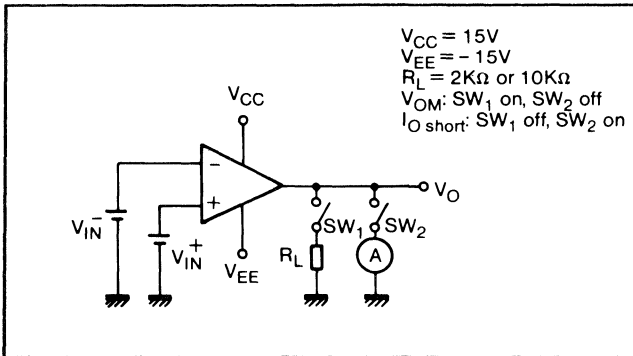 V_CC = 15V
V_EE = -15V
R_L = 2KΩ or 10KΩ
V_OM: SW_1 on, SW_2 off
I_O short: SW_1 off, SW_2 on
V_CC
−
+
V_O
V_IN^-
V_IN^+
V_EE
SW_1
SW_2
R_L
A